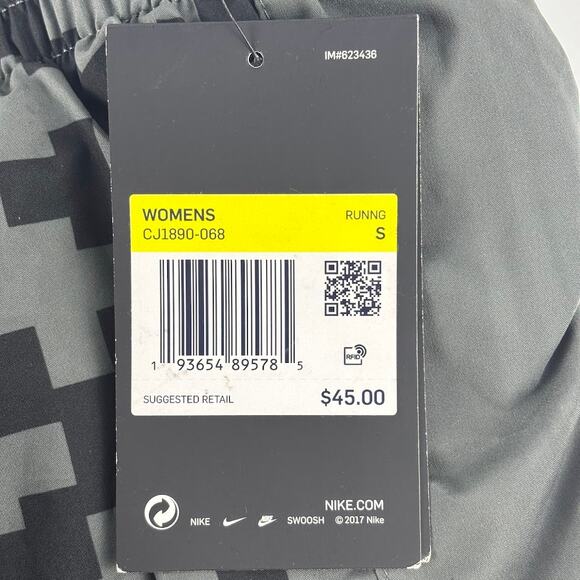 IM#623436
WOMENS RUNNG
CJ1890-068 S
1 93654 89578 5
RFID
SUGGESTED RETAIL $45.00
NIKE.COM
NIKE SWOOSH © 2017 Nike